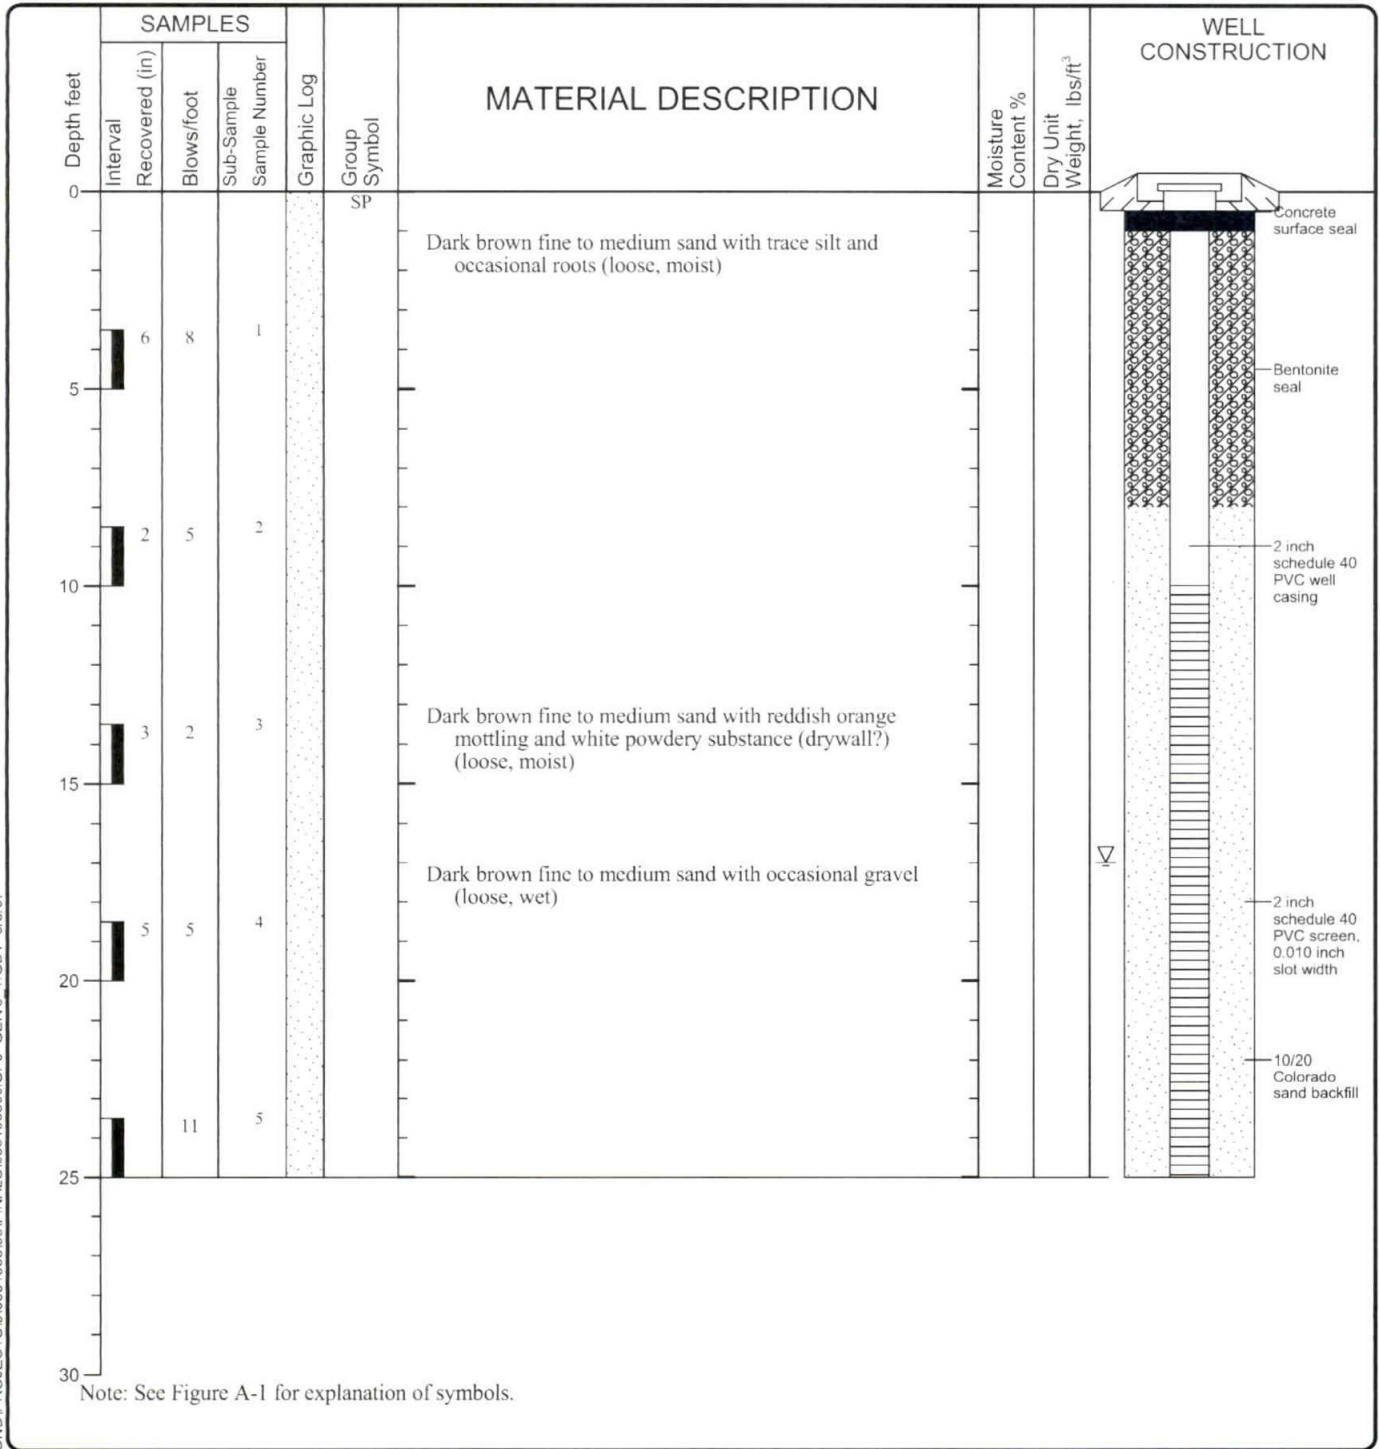 SAMPLES
WELL
CONSTRUCTION
Depth feet
Interval
Recovered (in)
Blows/foot
Sub-Sample
Sample Number
Graphic Log
Group
Symbol
MATERIAL DESCRIPTION
Moisture
Content %
Dry Unit
Weight, lbs/ft³
0
SP
Concrete
surface seal
Dark brown fine to medium sand with trace silt and
occasional roots (loose, moist)
6 8 1
5
Bentonite
seal
2 5 2
2 inch
schedule 40
PVC well
casing
10
3 2 3
Dark brown fine to medium sand with reddish orange
mottling and white powdery substance (drywall?)
(loose, moist)
15
Dark brown fine to medium sand with occasional gravel
(loose, wet)
5 5 4
2 inch
schedule 40
PVC screen,
0.010 inch
slot width
20
10/20
Colorado
sand backfill
11 5
25
30
Note: See Figure A-1 for explanation of symbols.